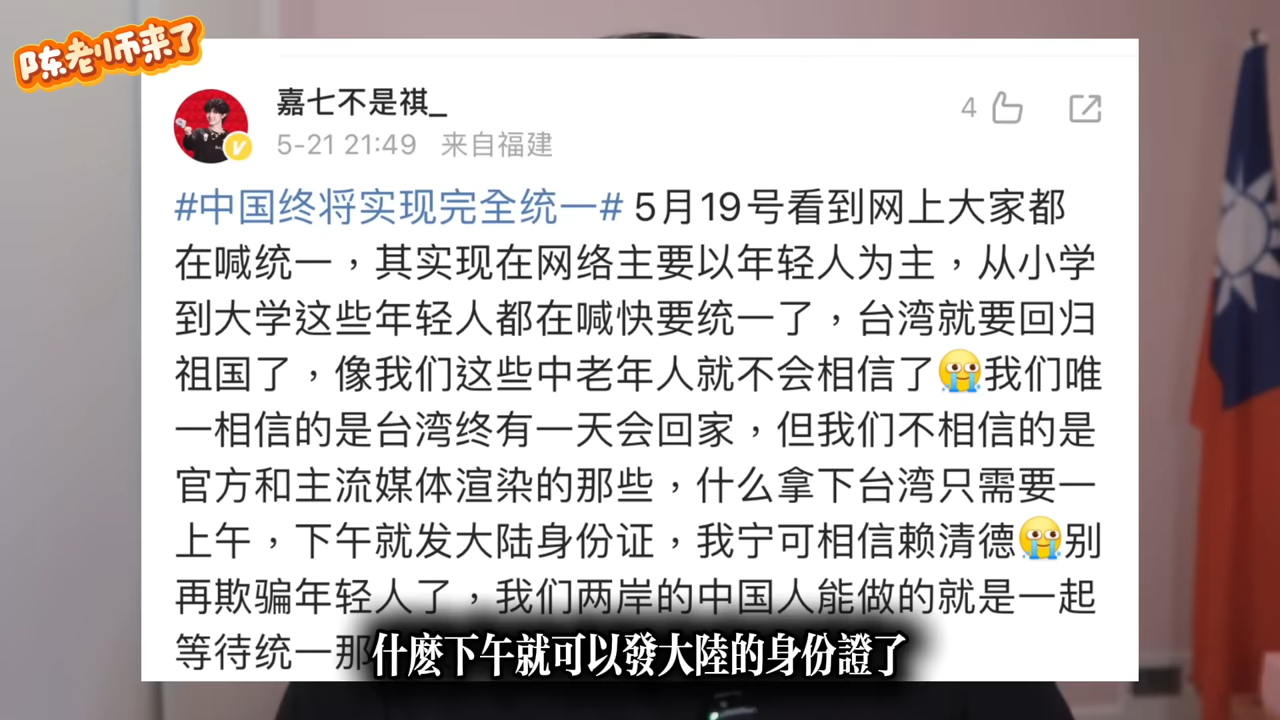 陈老师来了
嘉七不是祺_
4
5-21 21:49 来自福建
#中国终将实现完全统一# 5月19号看到网上大家都
在喊统一，其实现在网络主要以年轻人为主，从小学
到大学这些年轻人都在喊快要统一了，台湾就要回归
祖国了，像我们这些中老年人就不会相信了😭我们唯
一相信的是台湾终有一天会回家，但我们不相信的是
官方和主流媒体渲染的那些，什么拿下台湾只需要一
上午，下午就发大陆身份证，我宁可相信赖清德😭别
再欺骗年轻人了，我们两岸的中国人能做的就是一起
等待统一那
什麼下午就可以發大陸的身份證了